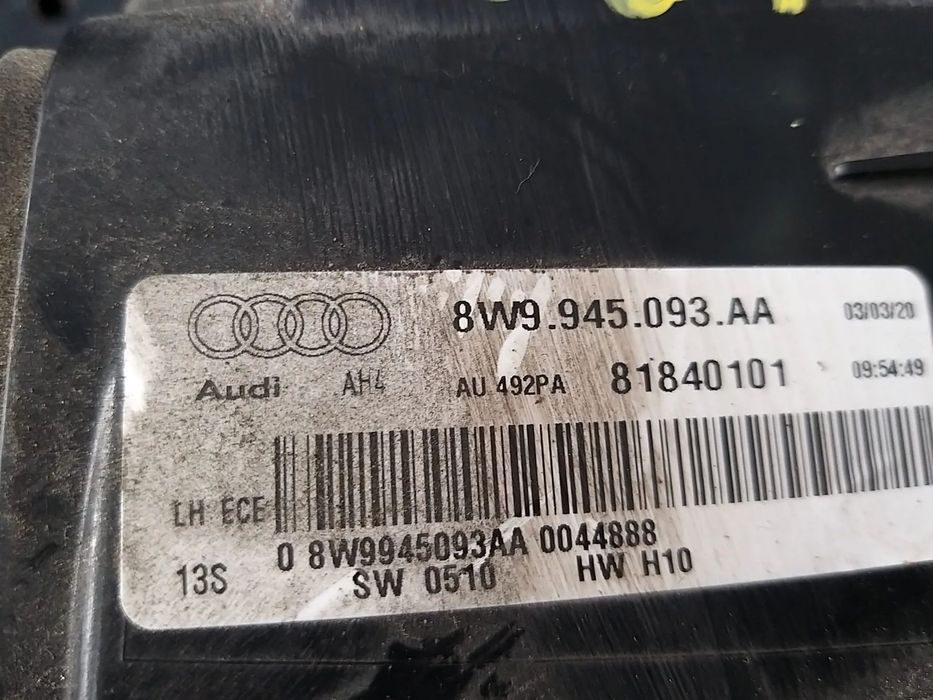 8W9.945.093.AA 03/03/20
Audi AH4 AU 492PA 81840101 09:54:49
LH ECE
0 8W9945093AA 0044888
13S SW 0510 HW H10